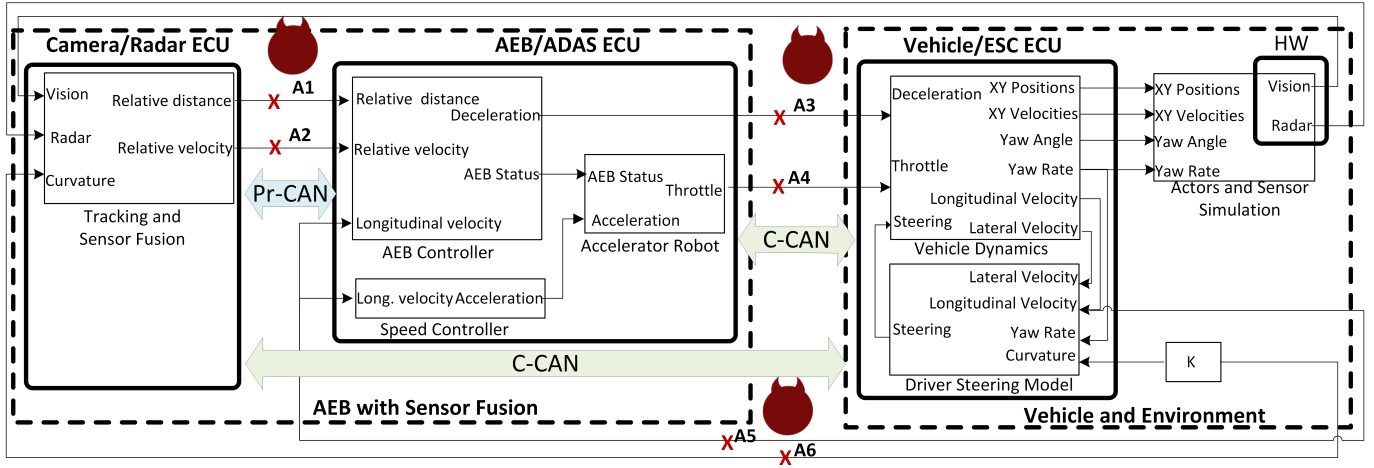 Camera/Radar ECU
AEB/ADAS ECU
Vehicle/ESC ECU
HW
Vision
Radar
Curvature
Relative distance
Relative velocity
Tracking and
Sensor Fusion
X A1
X A2
Pr-CAN
Relative distance
Deceleration
Relative velocity
AEB Status
Longitudinal velocity
AEB Controller
AEB Status
Throttle
Acceleration
Accelerator Robot
Long. velocity Acceleration
Speed Controller
X A3
X A4
C-CAN
Deceleration
Throttle
Steering
XY Positions
XY Velocities
Yaw Angle
Yaw Rate
Longitudinal Velocity
Lateral Velocity
Vehicle Dynamics
Lateral Velocity
Longitudinal Velocity
Steering
Yaw Rate
Curvature
Driver Steering Model
XY Positions
XY Velocities
Yaw Angle
Yaw Rate
Vision
Radar
Actors and Sensor
Simulation
K
C-CAN
AEB with Sensor Fusion
Vehicle and Environment
X A5
X A6